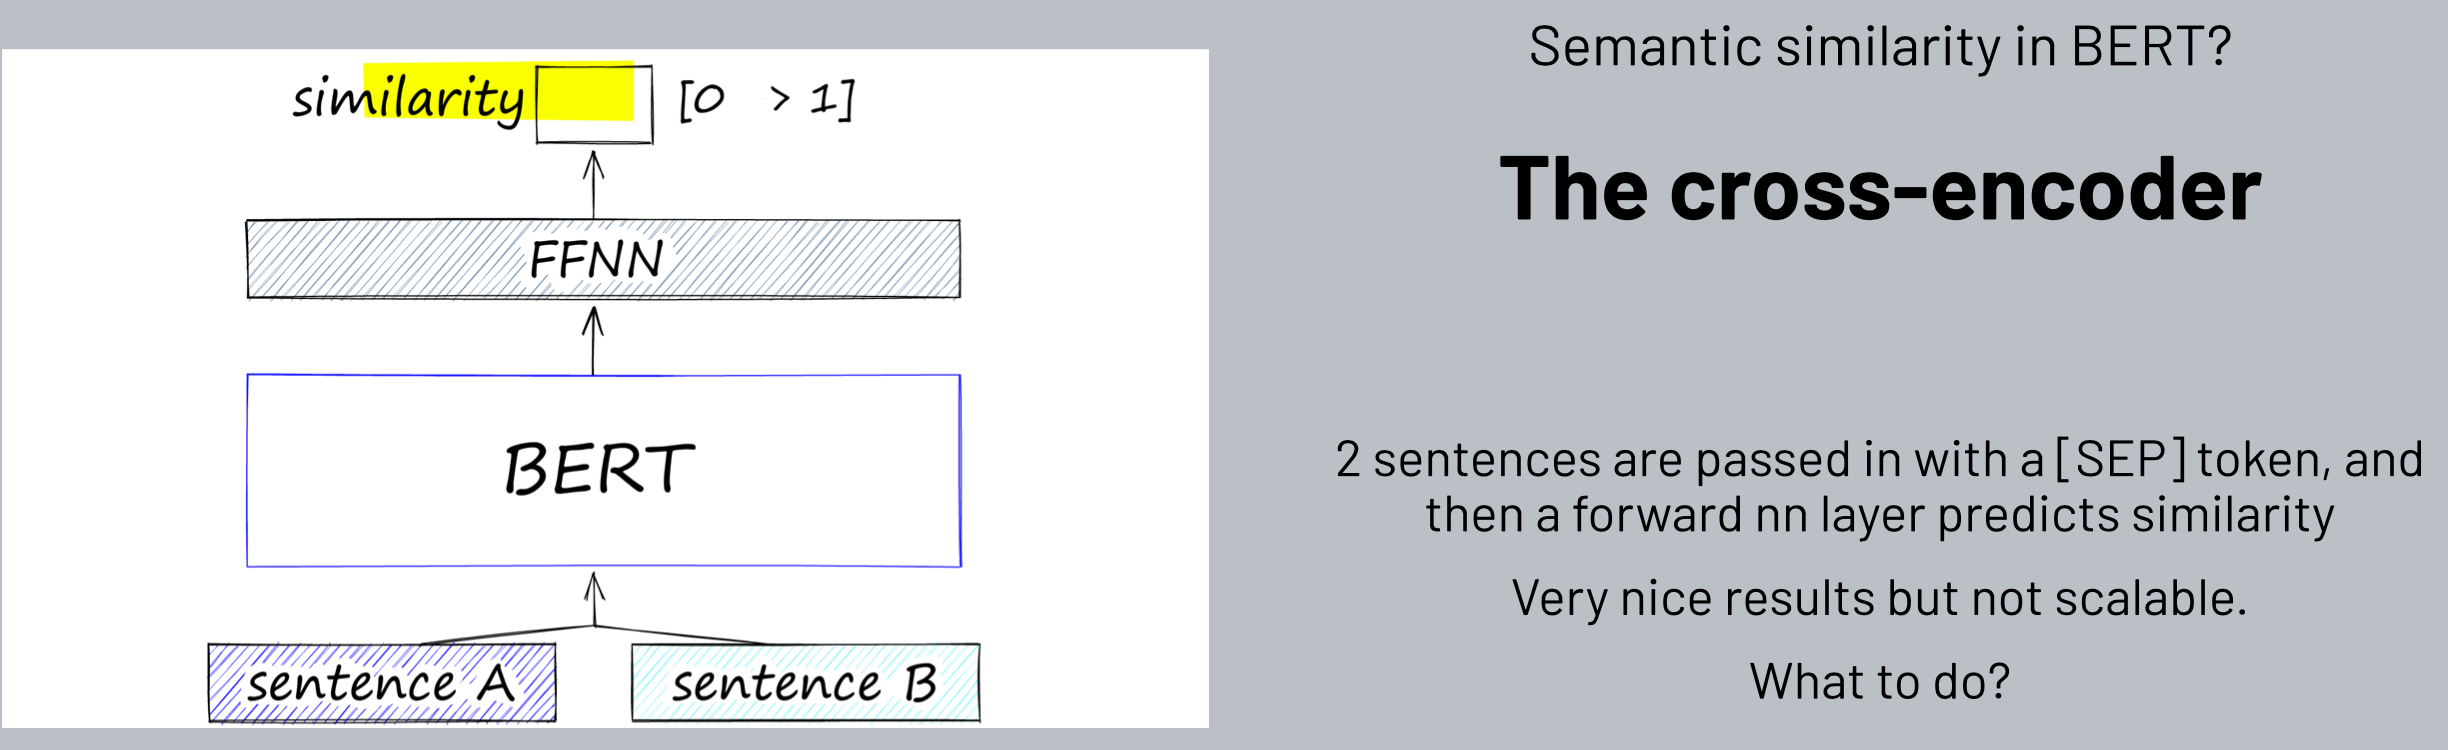 similarity [0 > 1]
FFNN
BERT
sentence A sentence B
Semantic similarity in BERT?
The cross-encoder
2 sentences are passed in with a [SEP] token, and
then a forward nn layer predicts similarity
Very nice results but not scalable.
What to do?